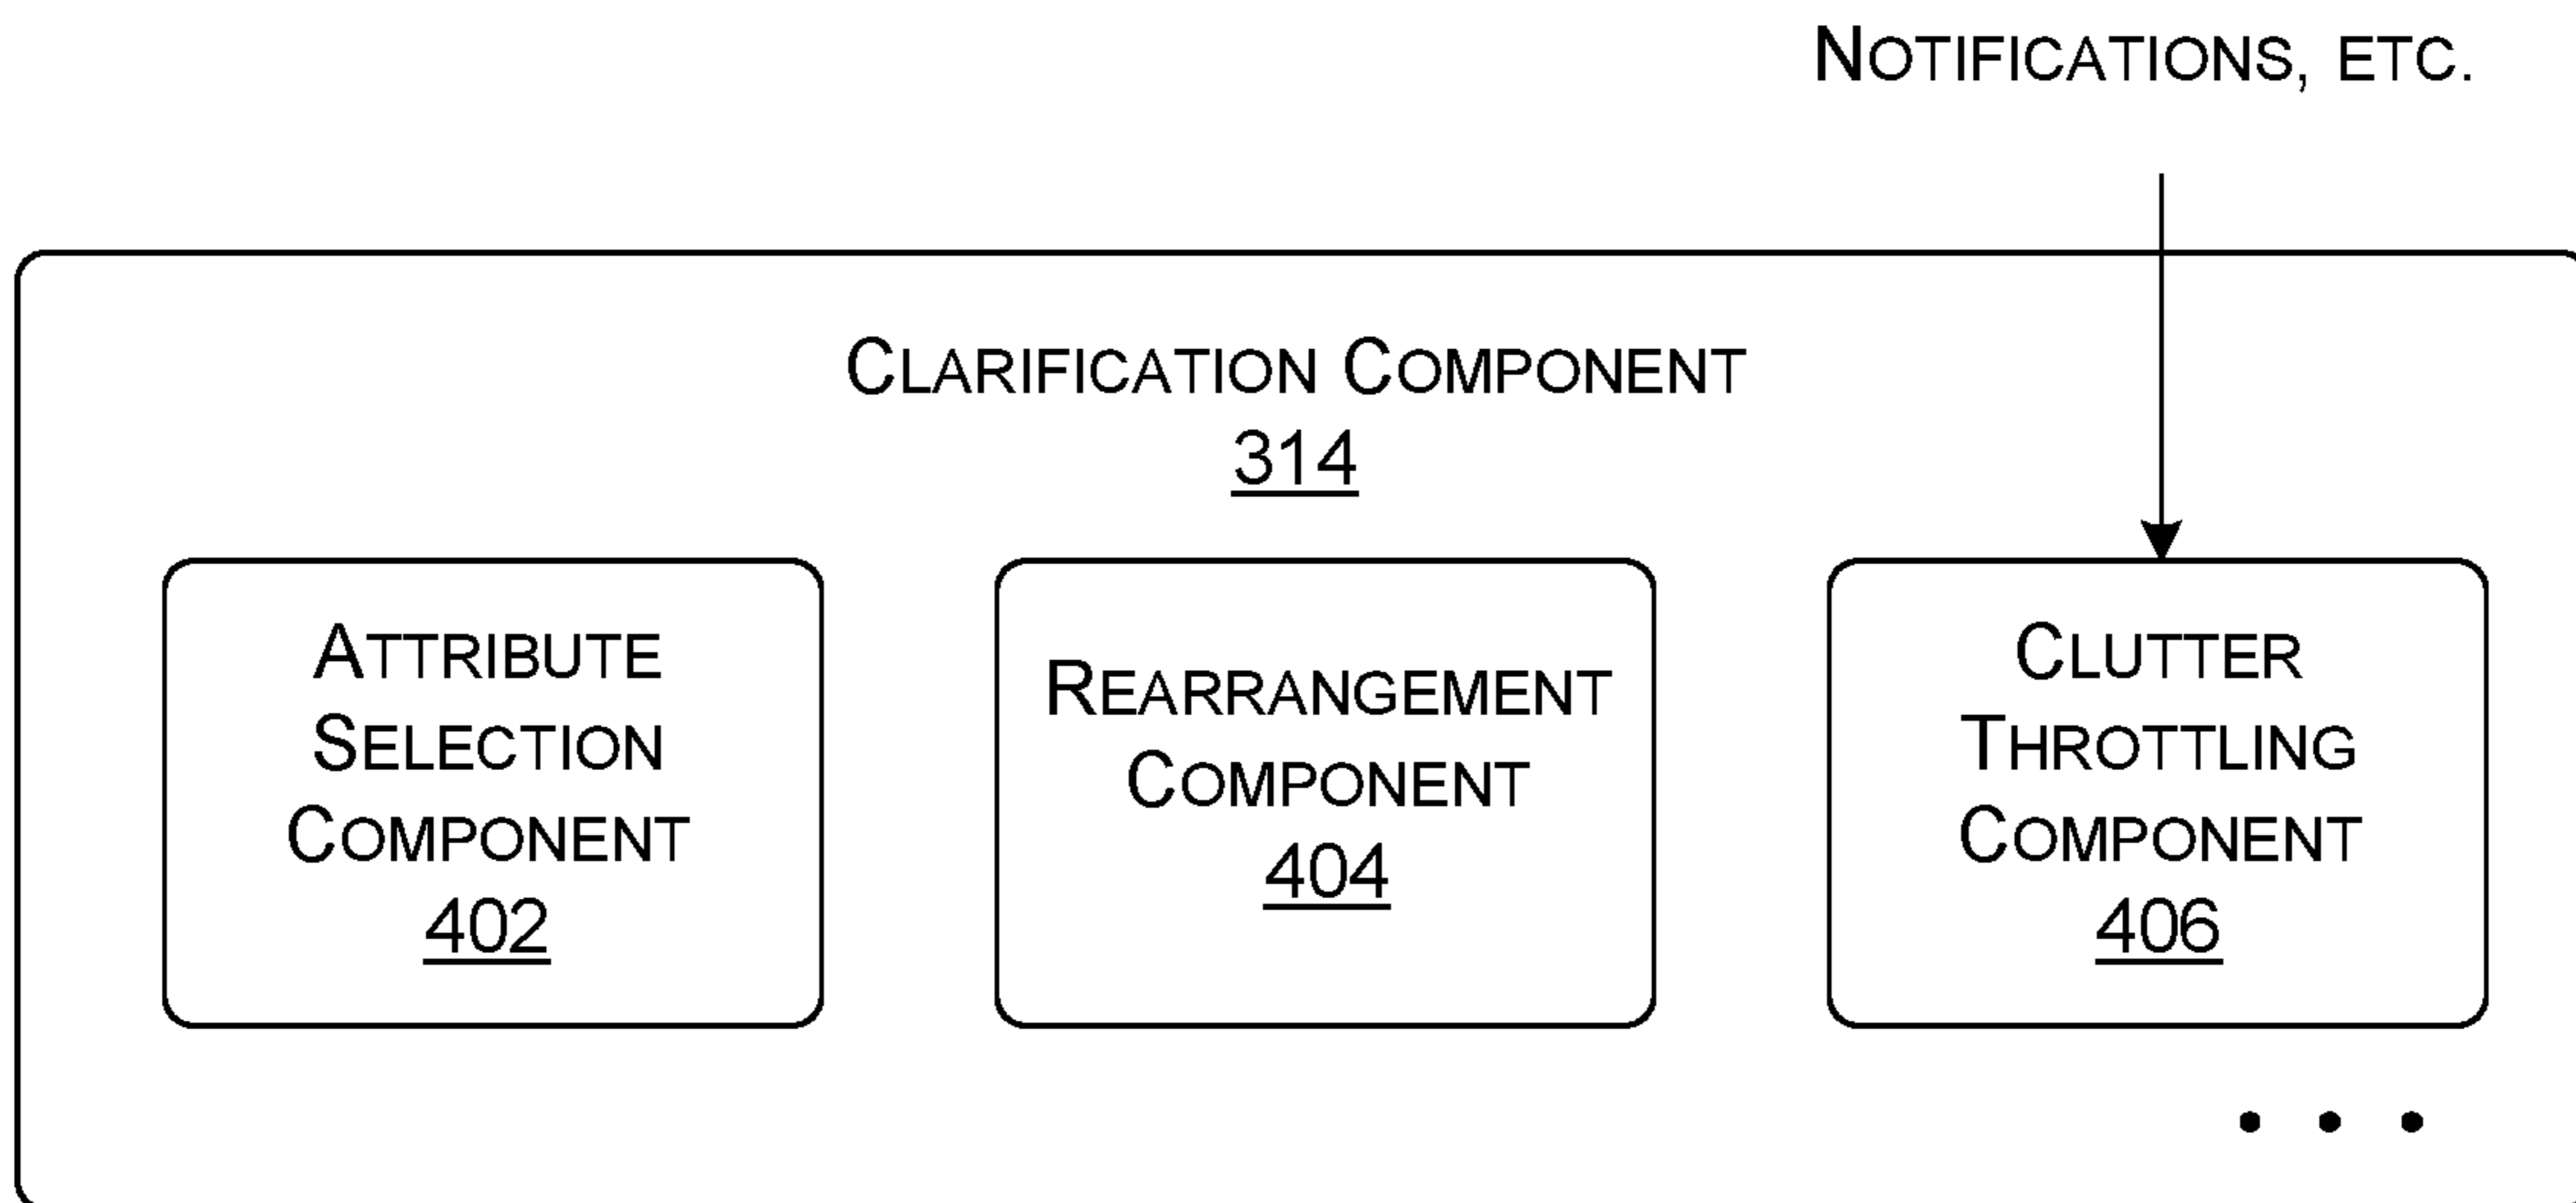 NOTIFICATIONS, ETC.
CLARIFICATION COMPONENT
314
ATTRIBUTE
SELECTION
COMPONENT
402
REARRANGEMENT
COMPONENT
404
CLUTTER
THROTTLING
COMPONENT
406
• • •